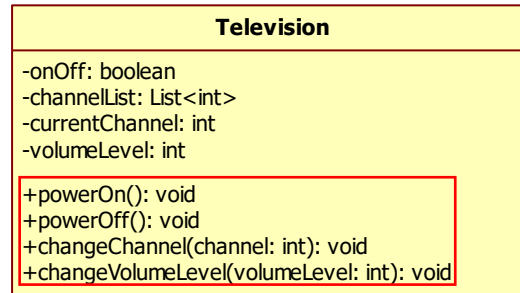 Television
-onOff: boolean
-channelList: List<int>
-currentChannel: int
-volumeLevel: int
+powerOn(): void
+powerOff(): void
+changeChannel(channel: int): void
+changeVolumeLevel(volumeLevel: int): void